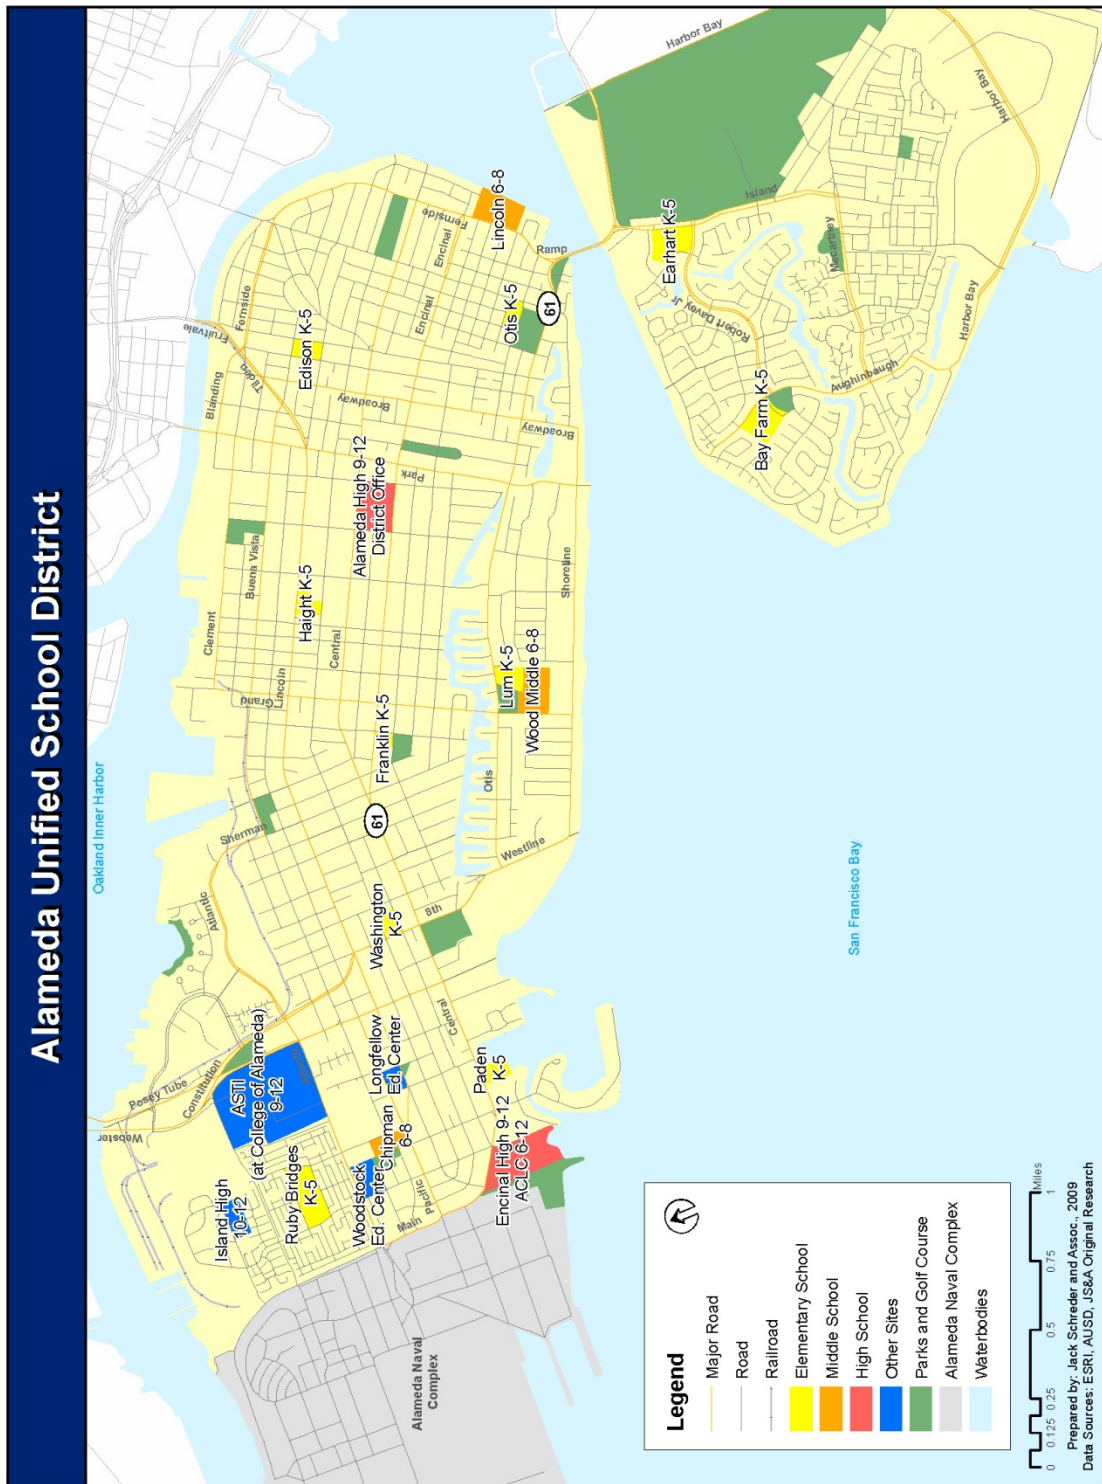 Alameda Unified School District
Oakland Inner Harbor
San Francisco Bay
Posey Tube
Webster
Constitution
Atlantic
Sherman
Clement
Buena Vista
Grand
Lincoln
Central
Blanding
Fruitvale
Tilden
Fernside
Broadway
Broadway
Park
Encinal
Encinal
Fernside
Ramp
Otis
Shoreline
Westline
8th
Central
Main
Pacific
61
61
Harbor Bay
Harbor Bay
Harbor Bay
Island
Mecartney
Robert Davey Jr
Aughinbaugh
Island High
10-12
ASTI
(at College of Alameda)
9-12
Ruby Bridges
K-5
Woodstock
Ed. Center
Chipman
6-8
Longfellow
Ed. Center
Washington
K-5
Paden
K-5
Encinal High 9-12
ACLC 6-12
Franklin K-5
Haight K-5
Lum K-5
Wood Middle 6-8
Alameda High 9-12
District Office
Edison K-5
Otis K-5
Lincoln 6-8
Earhart K-5
Bay Farm K-5
Alameda Naval
Complex
Legend
Major Road
Road
Railroad
Elementary School
Middle School
High School
Other Sites
Parks and Golf Course
Alameda Naval Complex
Waterbodies
0 0.125 0.25 0.5 0.75 1
Miles
Prepared by: Jack Schreder and Assoc., 2009
Data Sources: ESRI, AUSD, JS&A Original Research